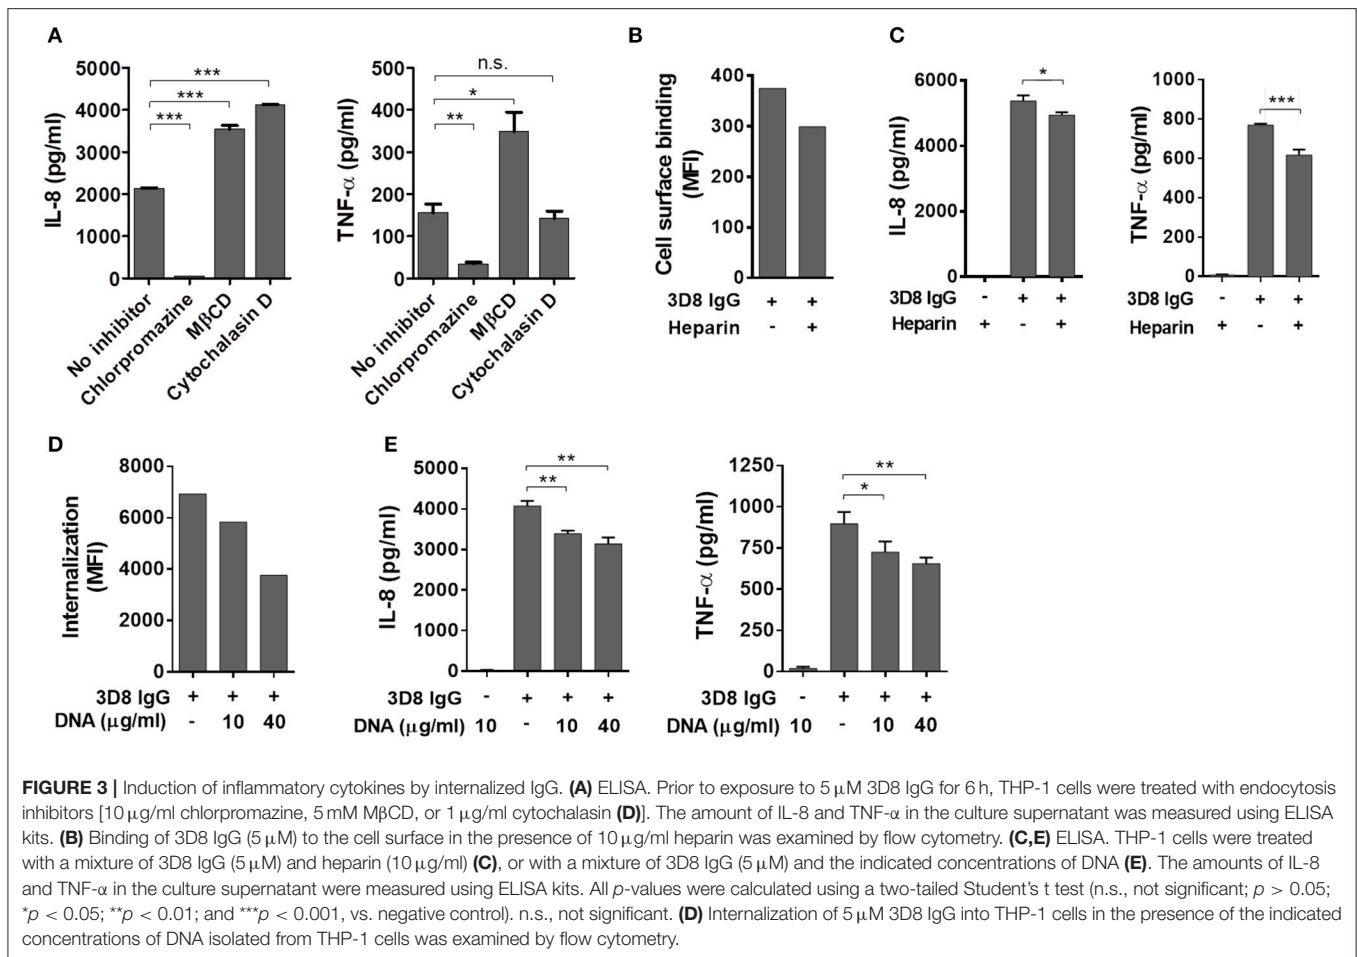 A
IL-8 (pg/ml)
5000
4000
3000
2000
1000
0
***
***
***
No inhibitor
Chlorpromazine
MβCD
Cytochalasin D
TNF-α (pg/ml)
500
400
300
200
100
0
n.s.
*
**
No inhibitor
Chlorpromazine
MβCD
Cytochalasin D
B
Cell surface binding
(MFI)
400
300
200
100
0
3D8 IgG + +
Heparin - +
C
IL-8 (pg/ml)
6000
4000
2000
0
*
3D8 IgG - + +
Heparin + - +
TNF-α (pg/ml)
1000
800
600
400
200
0
***
3D8 IgG - + +
Heparin + - +
D
Internalization
(MFI)
8000
6000
4000
2000
0
3D8 IgG + + +
DNA (μg/ml) - 10 40
E
IL-8 (pg/ml)
5000
4000
3000
2000
1000
0
**
**
3D8 IgG - + + +
DNA (μg/ml) 10 - 10 40
TNF-α (pg/ml)
1250
1000
750
500
250
0
**
*
3D8 IgG - + + +
DNA (μg/ml) 10 - 10 40
FIGURE 3 | Induction of inflammatory cytokines by internalized IgG. (A) ELISA. Prior to exposure to 5 μM 3D8 IgG for 6 h, THP-1 cells were treated with endocytosis
inhibitors [10 μg/ml chlorpromazine, 5 mM MβCD, or 1 μg/ml cytochalasin (D)]. The amount of IL-8 and TNF-α in the culture supernatant was measured using ELISA
kits. (B) Binding of 3D8 IgG (5 μM) to the cell surface in the presence of 10 μg/ml heparin was examined by flow cytometry. (C,E) ELISA. THP-1 cells were treated
with a mixture of 3D8 IgG (5 μM) and heparin (10 μg/ml) (C), or with a mixture of 3D8 IgG (5 μM) and the indicated concentrations of DNA (E). The amounts of IL-8
and TNF-α in the culture supernatant were measured using ELISA kits. All p-values were calculated using a two-tailed Student's t test (n.s., not significant; p > 0.05;
*p < 0.05; **p < 0.01; and ***p < 0.001, vs. negative control). n.s., not significant. (D) Internalization of 5 μM 3D8 IgG into THP-1 cells in the presence of the indicated
concentrations of DNA isolated from THP-1 cells was examined by flow cytometry.